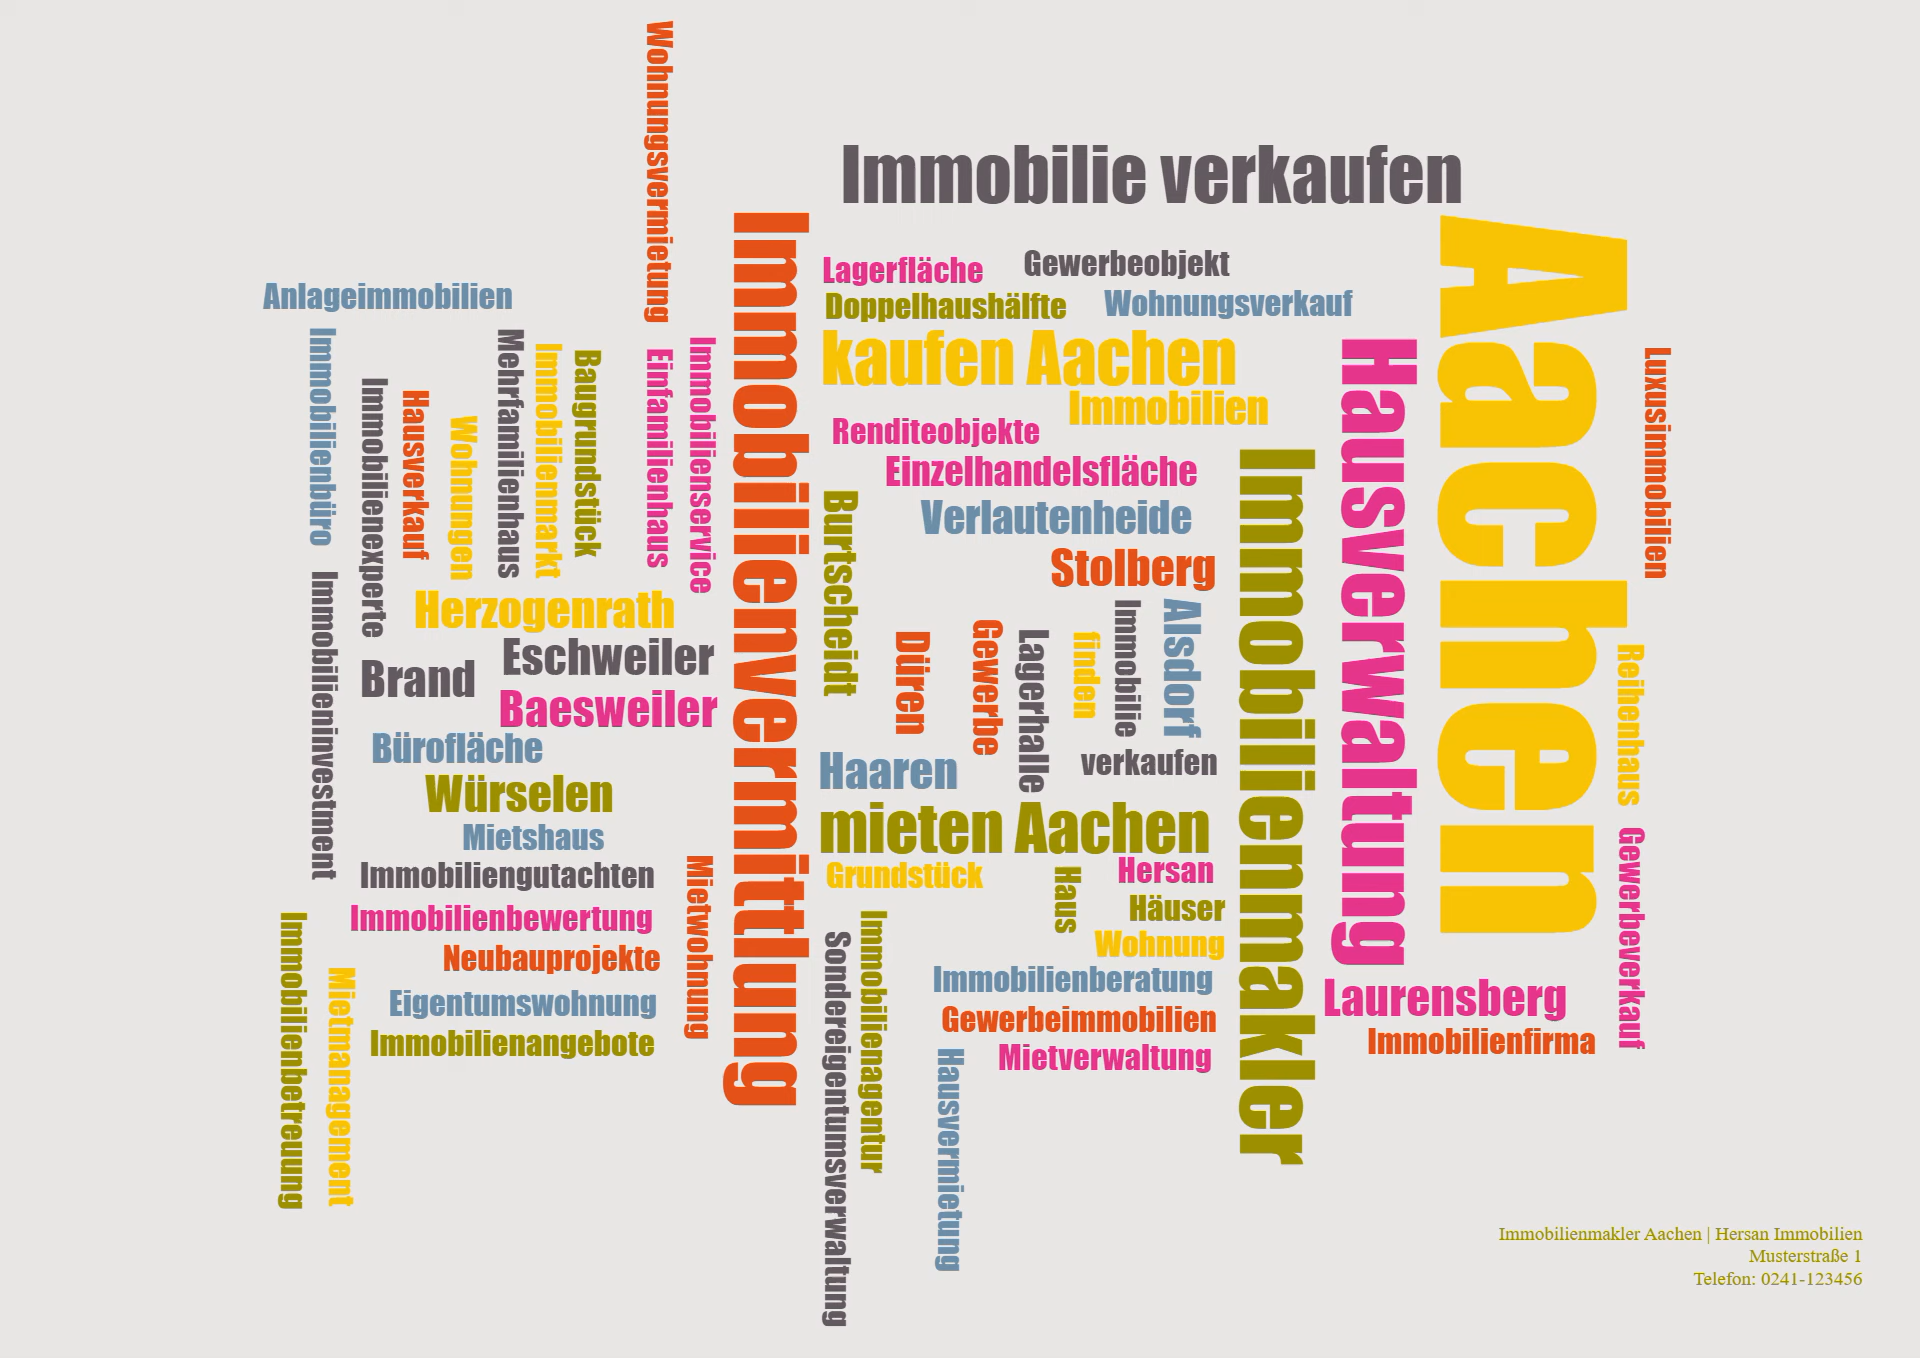 Wohnungsvermietung
Immobilie verkaufen
Anlageimmobilien
Immobilienbüro
Immobilienexperte
Hausverkauf
Wohnungen
Mehrfamilienhaus
Immobilienmarkt
Baugrundstück
Einfamilienhaus
Immobilienservice
Immobilieninvestment
Herzogenrath
Eschweiler
Brand
Baesweiler
Bürofläche
Würselen
Mietshaus
Immobiliengutachten
Immobilienbewertung
Neubauprojekte
Eigentumswohnung
Immobilienangebote
Mietwohnung
Immobilienbetreuung
Mietmanagement
Immobilienvermittlung
Lagerfläche
Gewerbeobjekt
Doppelhaushälfte
Wohnungsverkauf
kaufen Aachen
Immobilien
Renditeobjekte
Einzelhandelsfläche
Verlautenheide
Stolberg
Burtscheidt
Düren
Gewerbe
Lagerhalle
finden
Immobilie
Alsdorf
verkaufen
Haaren
mieten Aachen
Grundstück
Haus
Hersan
Häuser
Wohnung
Immobilienberatung
Gewerbeimmobilien
Mietverwaltung
Sondereigentumsverwaltung
Immobilienagentur
Hausvermietung
Immobilienmakler
Hausverwaltung
Aachen
Luxusimmobilien
Reihenhaus
Gewerbeverkauf
Laurensberg
Immobilienfirma
Immobilienmakler Aachen | Hersan Immobilien
Musterstraße 1
Telefon: 0241-123456